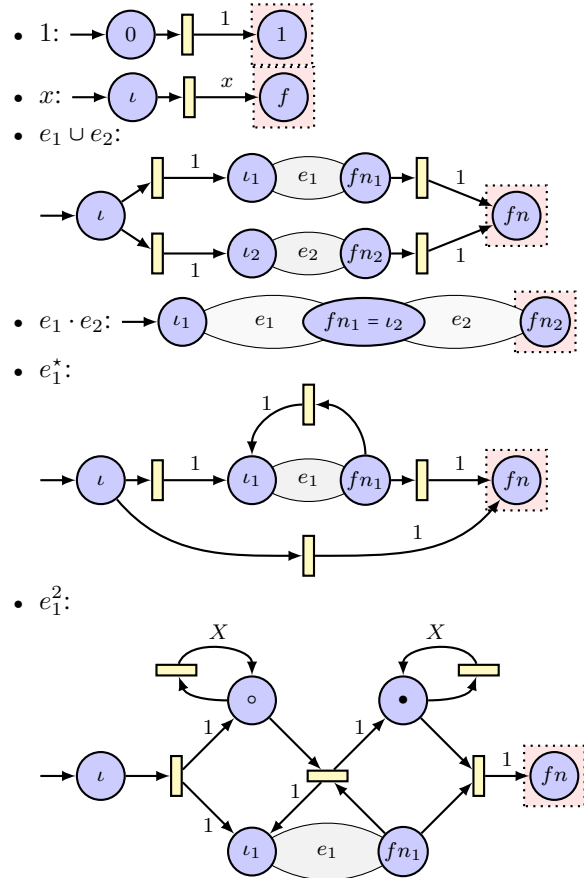 • 1: 0 1 1
• x: ι x f
• e₁ ∪ e₂:
1 ι₁ e₁ fn₁ 1
ι fn
1 ι₂ e₂ fn₂ 1
• e₁ · e₂: ι₁ e₁ fn₁ = ι₂ e₂ fn₂
• e₁⋆:
1
ι 1 ι₁ e₁ fn₁ 1 fn
1
• e₁²:
X X
∘ •
1 1
ι 1 1 fn
1 ι₁ e₁ fn₁